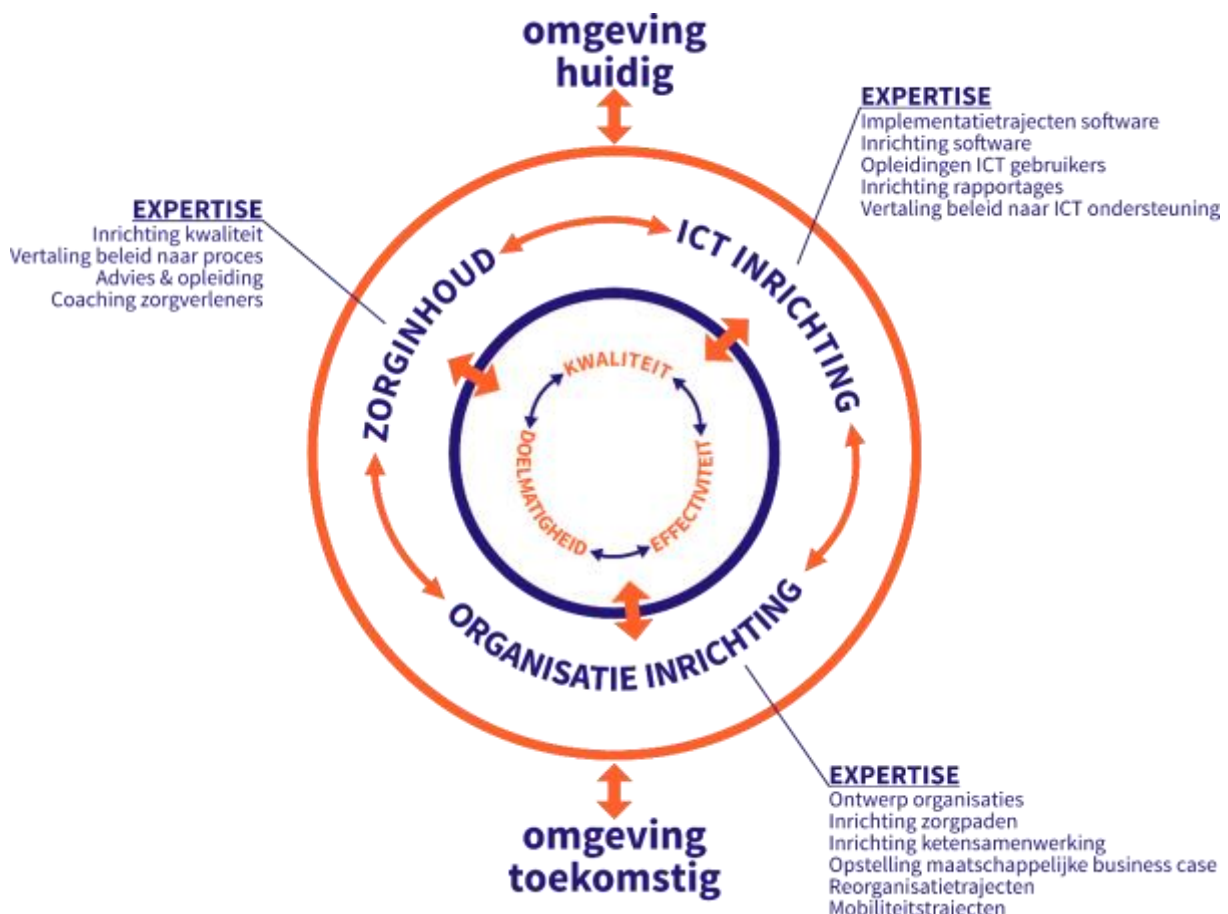 omgeving
huidig
EXPERTISE
Implementatietrajecten software
Inrichting software
Opleidingen ICT gebruikers
Inrichting rapportages
Vertaling beleid naar ICT ondersteuning
EXPERTISE
Inrichting kwaliteit
Vertaling beleid naar proces
Advies & opleiding
Coaching zorgverleners
ZORGINHOUD
ICT INRICHTING
KWALITEIT
DOELMATIGHEID
EFFECTIVITEIT
ORGANISATIE INRICHTING
EXPERTISE
Ontwerp organisaties
Inrichting zorgpaden
Inrichting ketensamenwerking
Opstelling maatschappelijke business case
Reorganisatietrajecten
Mobiliteitstrajecten
omgeving
toekomstig